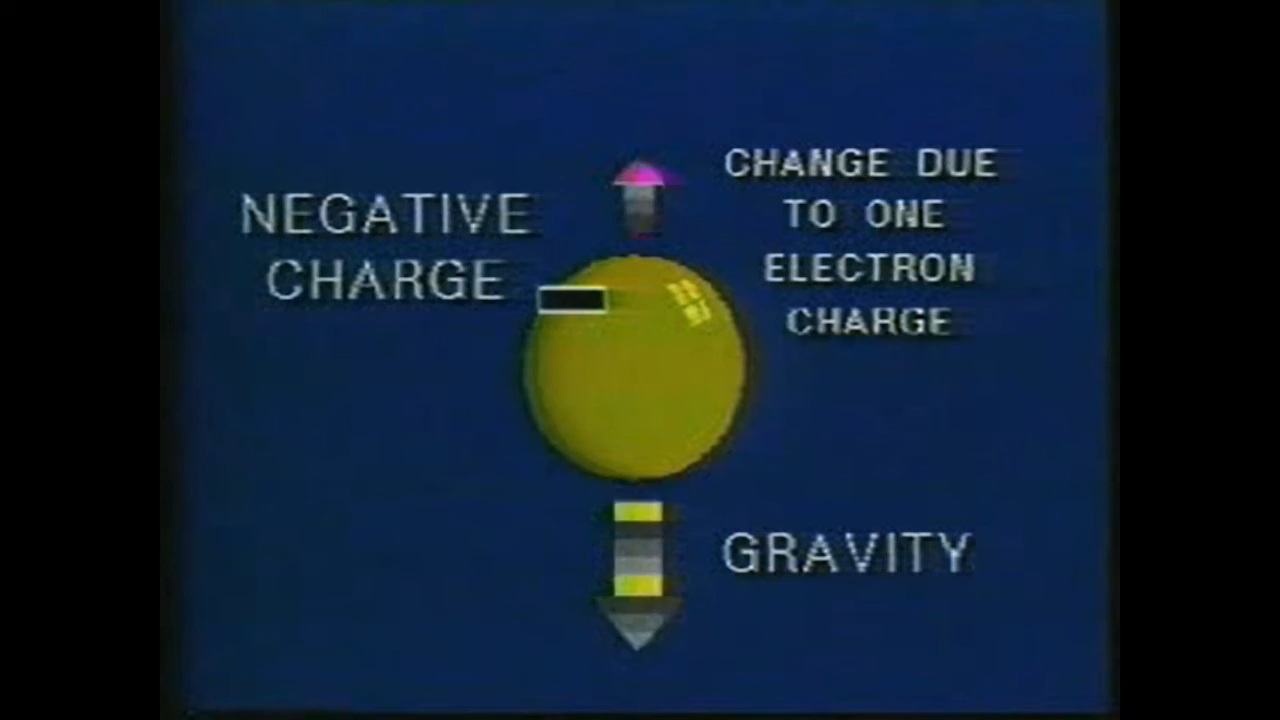 NEGATIVE
CHARGE
CHANGE DUE
TO ONE
ELECTRON
CHARGE
GRAVITY